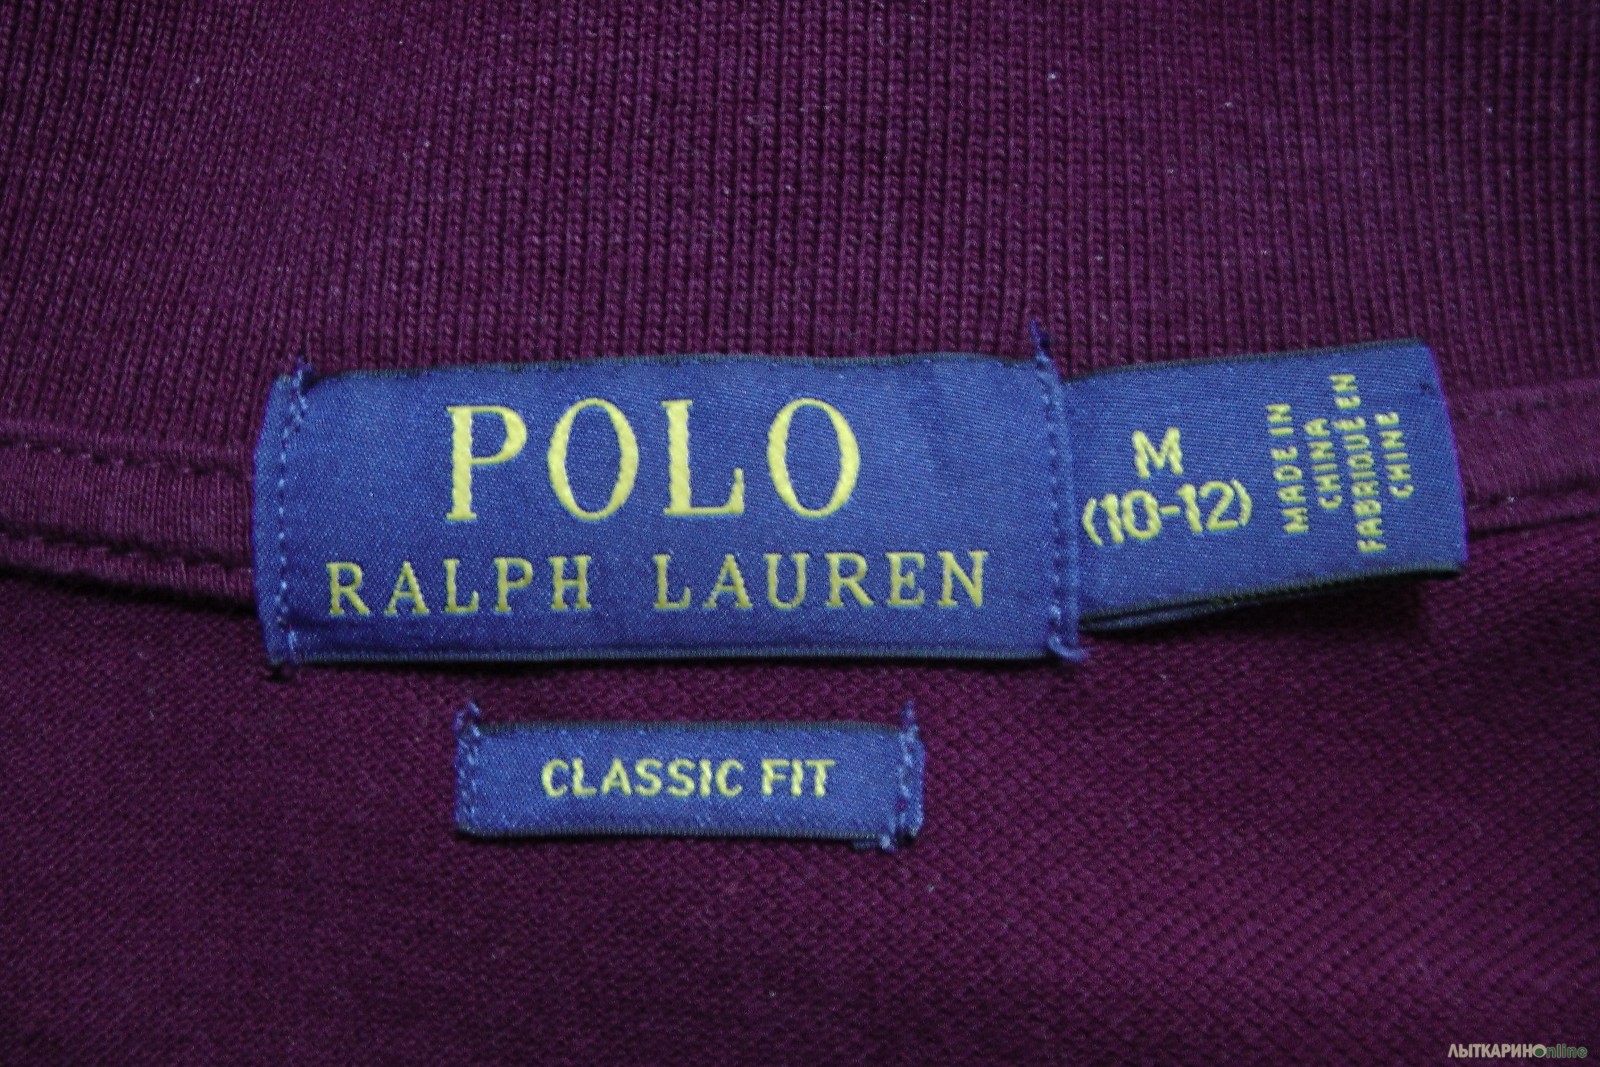 POLO
RALPH LAUREN
M
(10-12)
MADE IN
CHINA
FABRIQUÉ EN
CHINE
CLASSIC FIT
ЛЫТКАРИНОonline